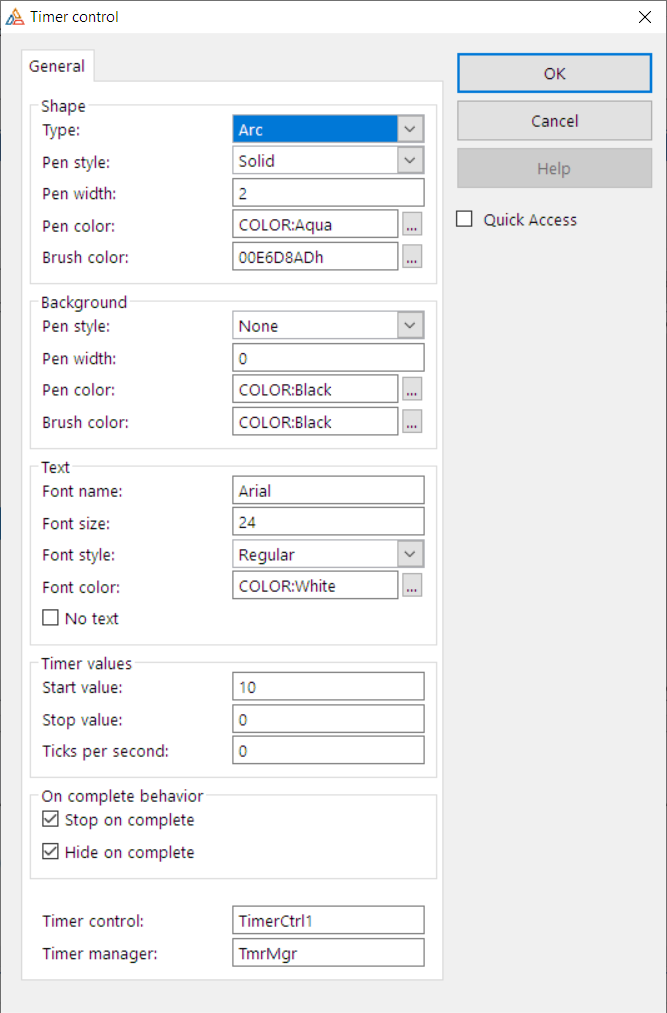 Timer control
General
OK
Cancel
Help
Quick Access
Shape
Type: Arc
Pen style: Solid
Pen width: 2
Pen color: COLOR:Aqua ...
Brush color: 00E6D8ADh ...
Background
Pen style: None
Pen width: 0
Pen color: COLOR:Black ...
Brush color: COLOR:Black ...
Text
Font name: Arial
Font size: 24
Font style: Regular
Font color: COLOR:White ...
No text
Timer values
Start value: 10
Stop value: 0
Ticks per second: 0
On complete behavior
Stop on complete
Hide on complete
Timer control: TimerCtrl1
Timer manager: TmrMgr